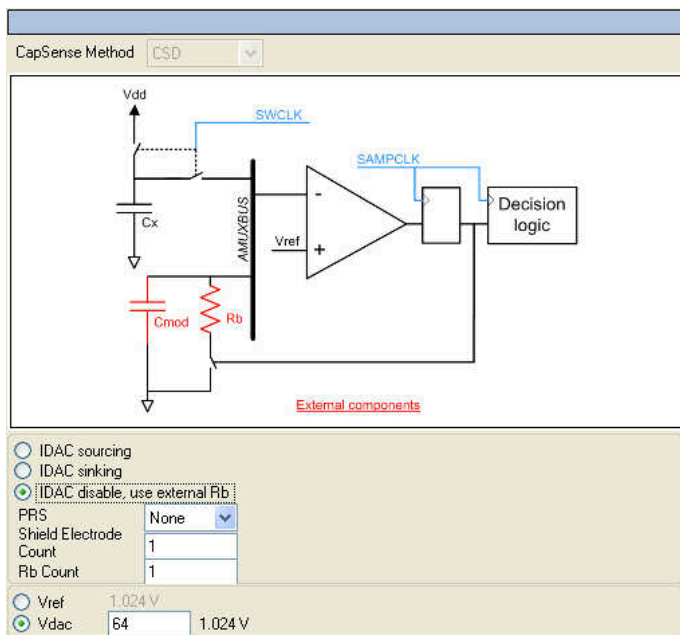 CapSense Method CSD
Vdd
SWCLK
SAMPCLK
Cx
AMUXBUS
-
Vref
+
Decision
logic
Cmod
Rb
External components
IDAC sourcing
IDAC sinking
IDAC disable, use external Rb
PRS None
Shield Electrode
Count 1
Rb Count 1
Vref 1.024 V
Vdac 64 1.024 V